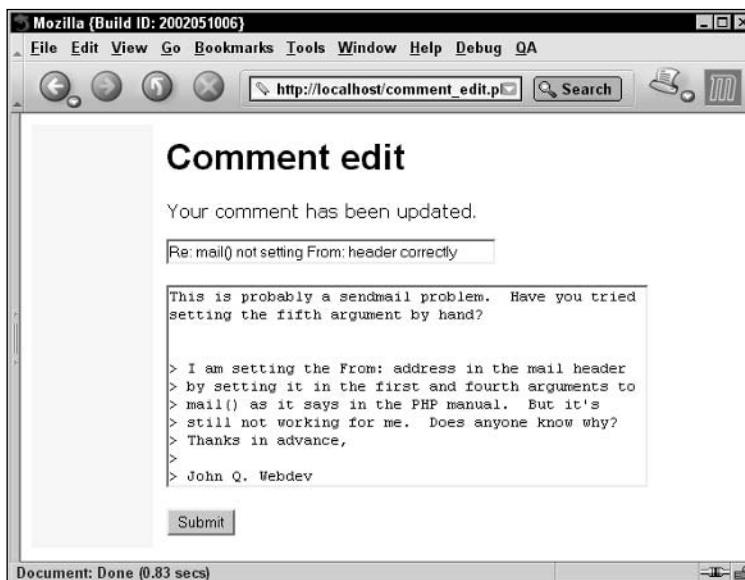 Mozilla {Build ID: 2002051006}
File Edit View Go Bookmarks Tools Window Help Debug QA
http://localhost/comment_edit.p
Search
m
Comment edit
Your comment has been updated.
Re: mail() not setting From: header correctly
This is probably a sendmail problem.  Have you tried
setting the fifth argument by hand?
> I am setting the From: address in the mail header
> by setting it in the first and fourth arguments to
> mail() as it says in the PHP manual.  But it's
> still not working for me.  Does anyone know why?
> Thanks in advance,
>
> John Q. Webdev
Submit
Document: Done (0.83 secs)